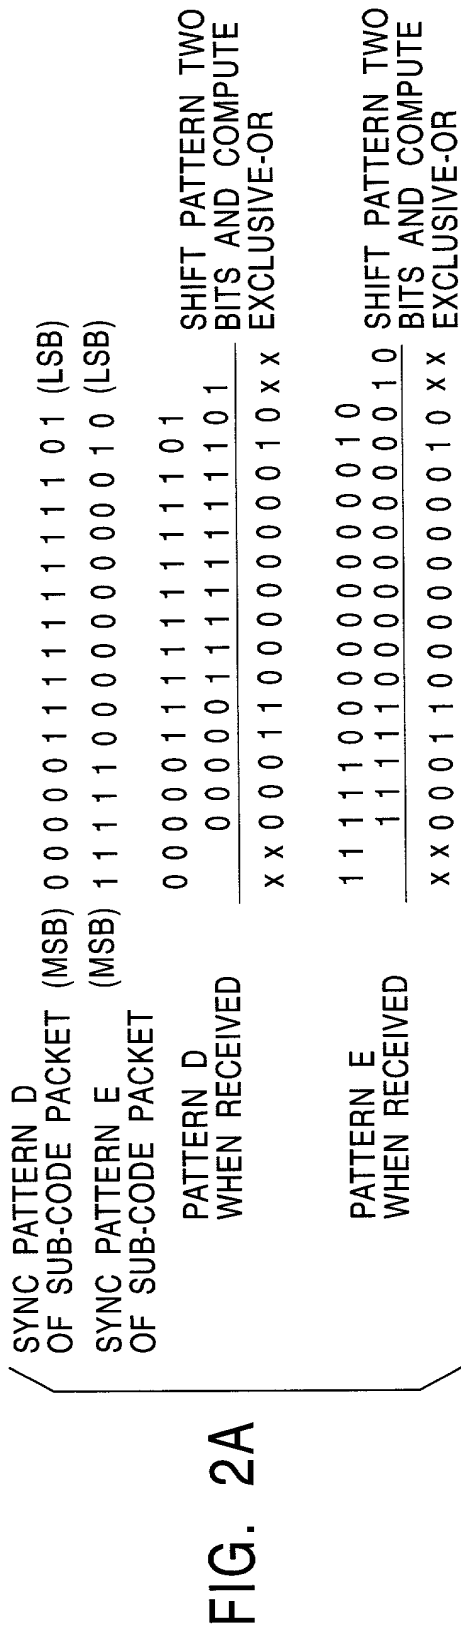 SYNC PATTERN D
OF SUB-CODE PACKET (MSB) 0 0 0 0 0 1 1 1 1 1 1 1 1 1 1 0 1 (LSB)
SYNC PATTERN E (MSB) 1 1 1 1 1 0 0 0 0 0 0 0 0 0 0 1 0 (LSB)
OF SUB-CODE PACKET
PATTERN D
WHEN RECEIVED
0 0 0 0 0 1 1 1 1 1 1 1 1 1 1 0 1
0 0 0 0 0 1 1 1 1 1 1 1 1 1 1 0 1
x x 0 0 0 1 1 0 0 0 0 0 0 0 0 1 0 x x
SHIFT PATTERN TWO
BITS AND COMPUTE
EXCLUSIVE-OR
PATTERN E
WHEN RECEIVED
1 1 1 1 1 0 0 0 0 0 0 0 0 0 0 1 0
1 1 1 1 1 0 0 0 0 0 0 0 0 0 0 1 0
x x 0 0 0 1 1 0 0 0 0 0 0 0 0 1 0 x x
SHIFT PATTERN TWO
BITS AND COMPUTE
EXCLUSIVE-OR
FIG. 2A